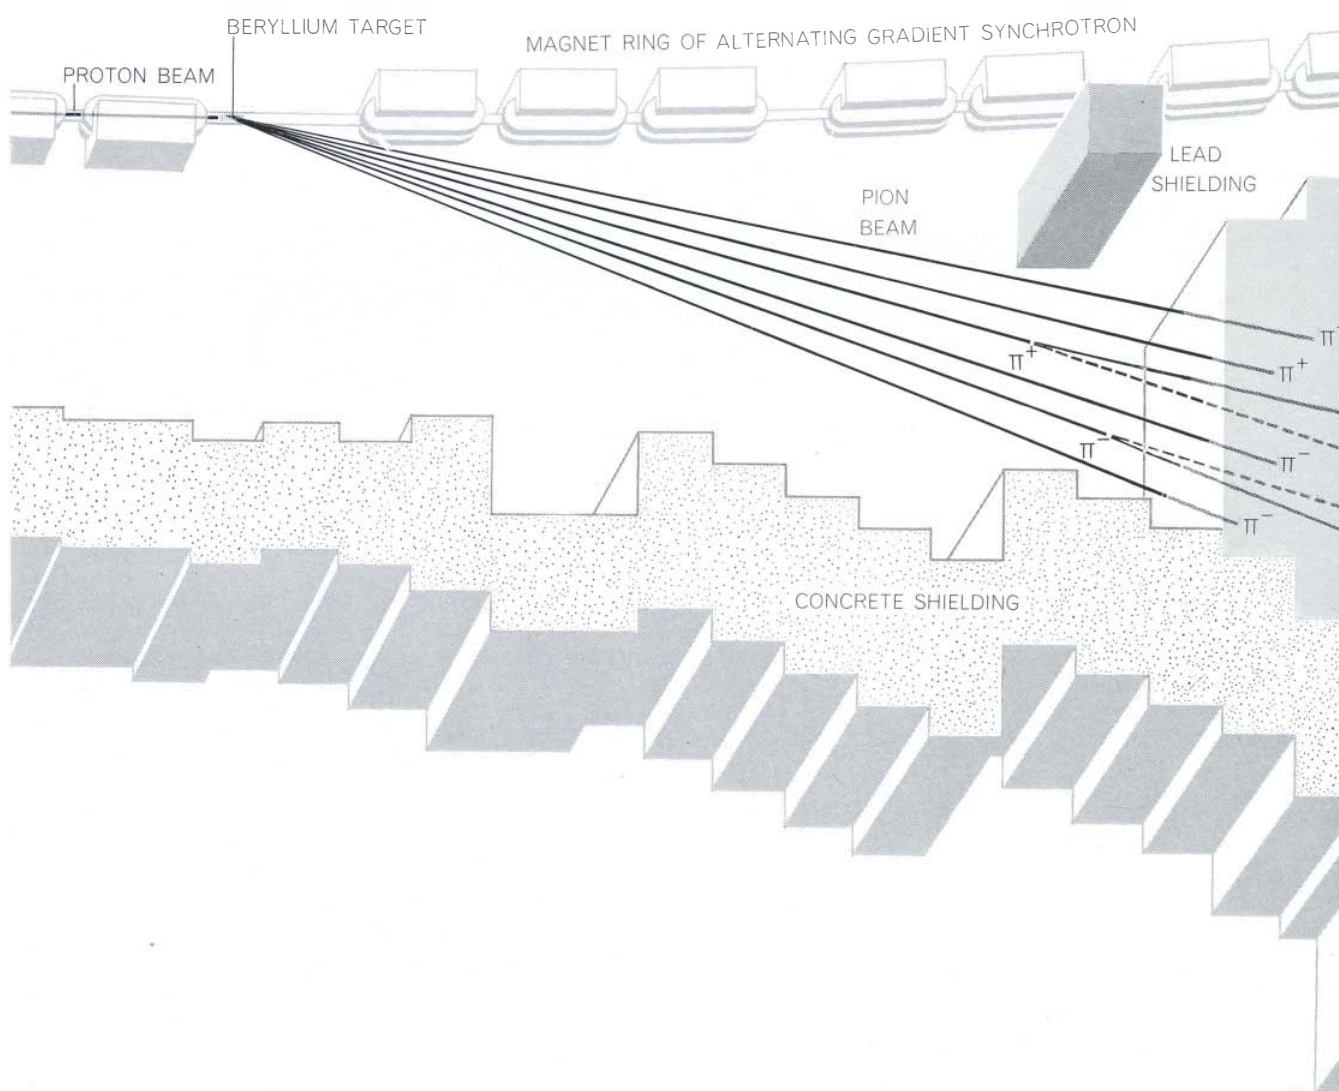 BERYLLIUM TARGET
MAGNET RING OF ALTERNATING GRADIENT SYNCHROTRON
PROTON BEAM
LEAD
SHIELDING
PION
BEAM
π
π⁺
π⁺
π⁻
π⁻
π⁻
CONCRETE SHIELDING